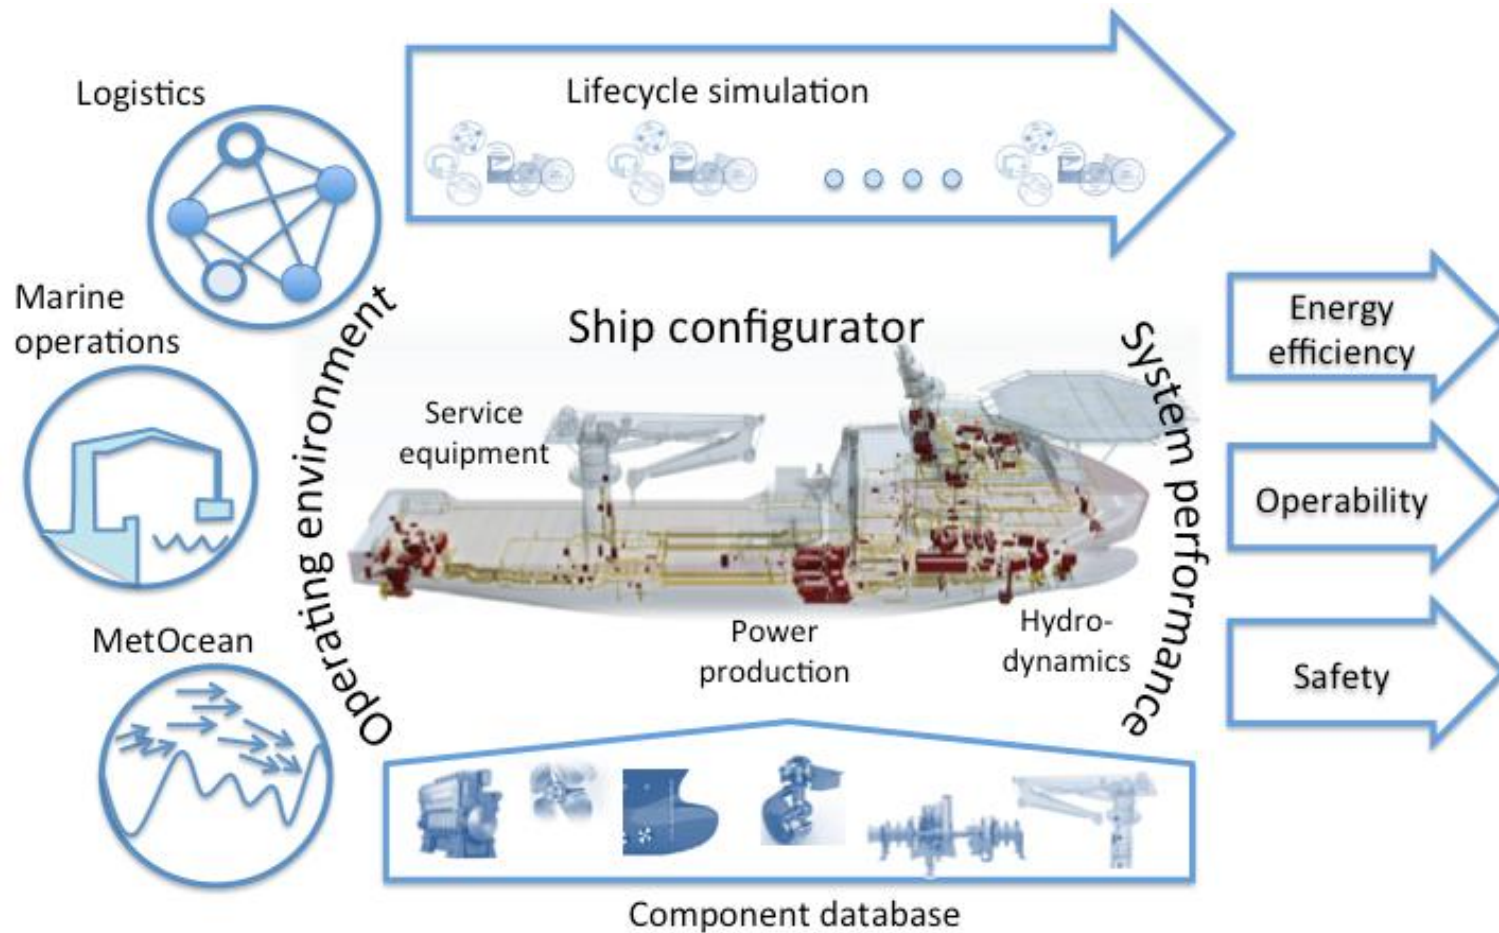 Logistics
Lifecycle simulation
Marine
operations
Ship configurator
Operating environment
Service
equipment
System performance
Energy
efficiency
Operability
MetOcean
Power
production
Hydro-
dynamics
Safety
Component database